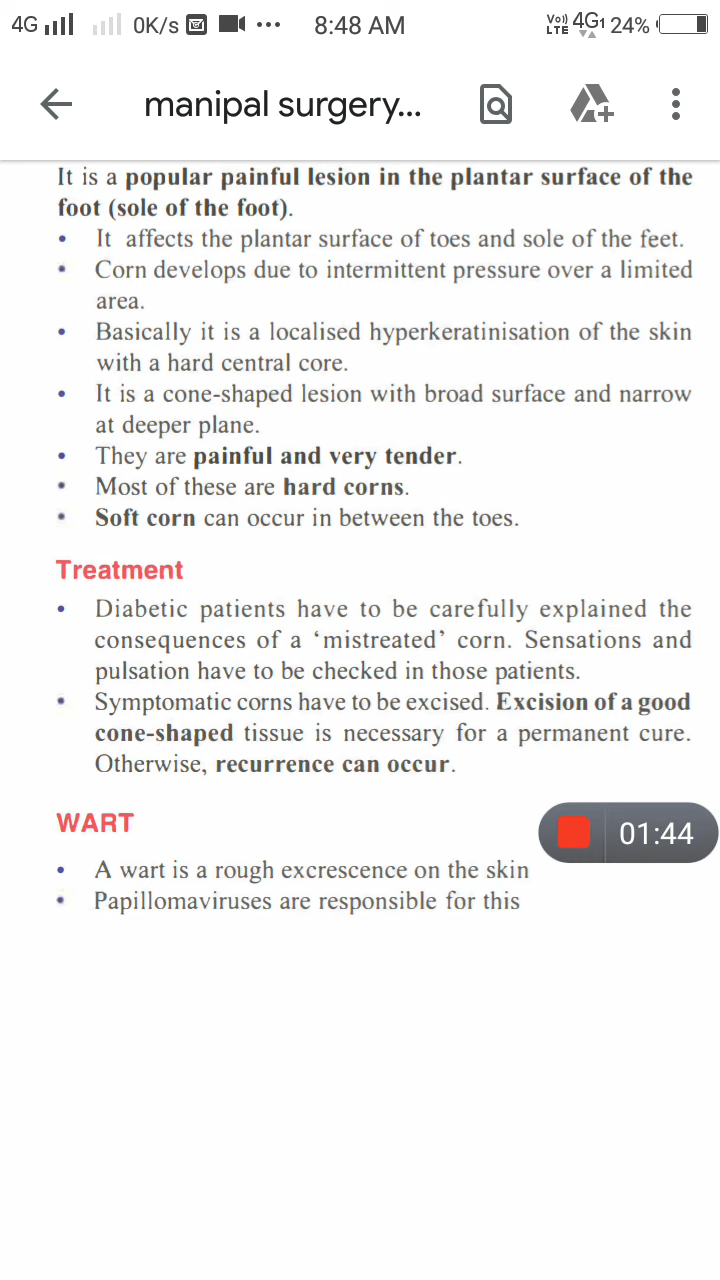 4G 0K/s ... 8:48 AM Vo)) LTE 4G1 24%
manipal surgery...
It is a popular painful lesion in the plantar surface of the
foot (sole of the foot).
• It affects the plantar surface of toes and sole of the feet.
• Corn develops due to intermittent pressure over a limited
area.
• Basically it is a localised hyperkeratinisation of the skin
with a hard central core.
• It is a cone-shaped lesion with broad surface and narrow
at deeper plane.
• They are painful and very tender.
• Most of these are hard corns.
• Soft corn can occur in between the toes.
Treatment
• Diabetic patients have to be carefully explained the
consequences of a ‘mistreated’ corn. Sensations and
pulsation have to be checked in those patients.
• Symptomatic corns have to be excised. Excision of a good
cone-shaped tissue is necessary for a permanent cure.
Otherwise, recurrence can occur.
WART
01:44
• A wart is a rough excrescence on the skin
• Papillomaviruses are responsible for this